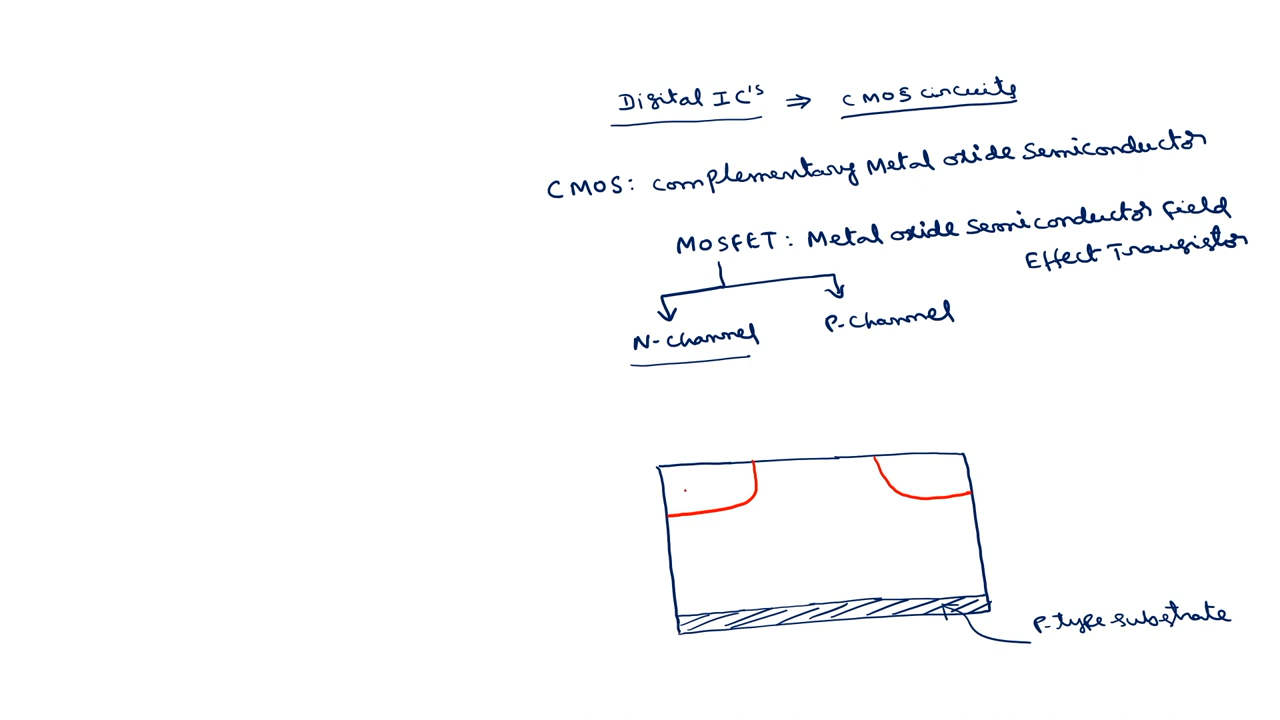 Digital IC's ⇒ CMOS circuits
CMOS: complementary Metal oxide semiconductor
MOSFET: Metal oxide semiconductor Field
Effect Transistor
N-channel P-channel
P-type substrate